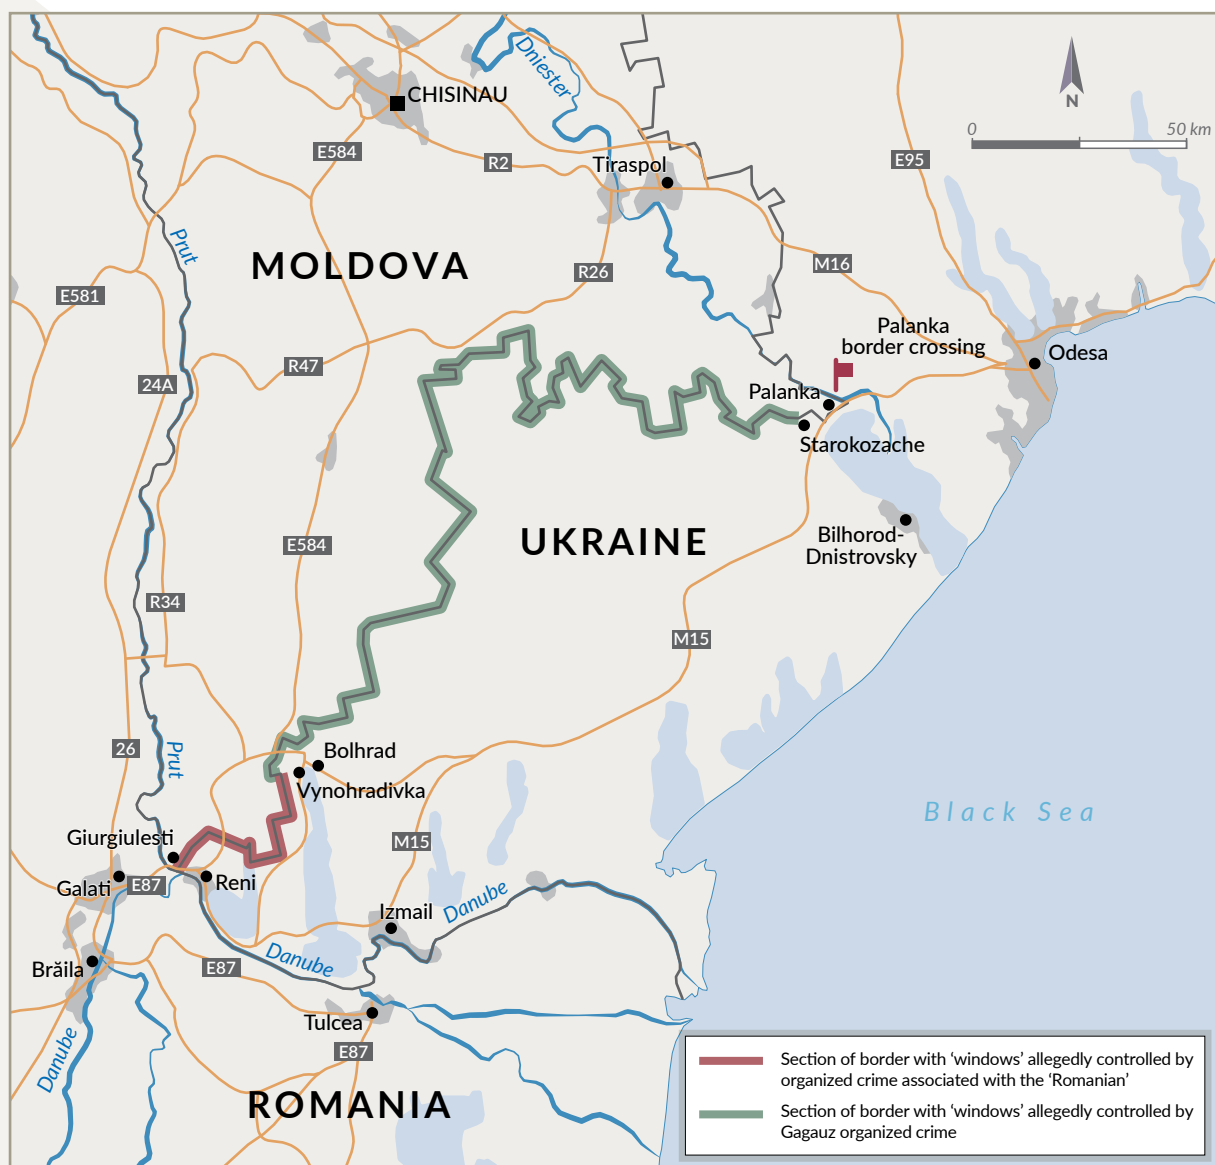 CHISINAU
Dniester
E584
R2
Tiraspol
E95
N
0
50 km
Prut
MOLDOVA
R26
M16
E581
Palanka
border crossing
Odesa
R47
24A
Palanka
Starokozache
UKRAINE
Bilhorod-
Dnistrovsky
E584
R34
M15
26
Prut
Bolhrad
Vynohradivka
Black Sea
Giurgiulesti
M15
Galati
E87
Reni
Izmail
Danube
Brăila
E87
Danube
Tulcea
Danube
E87
ROMANIA
Section of border with ‘windows’ allegedly controlled by
organized crime associated with the ‘Romanian’
Section of border with ‘windows’ allegedly controlled by
Gagauz organized crime